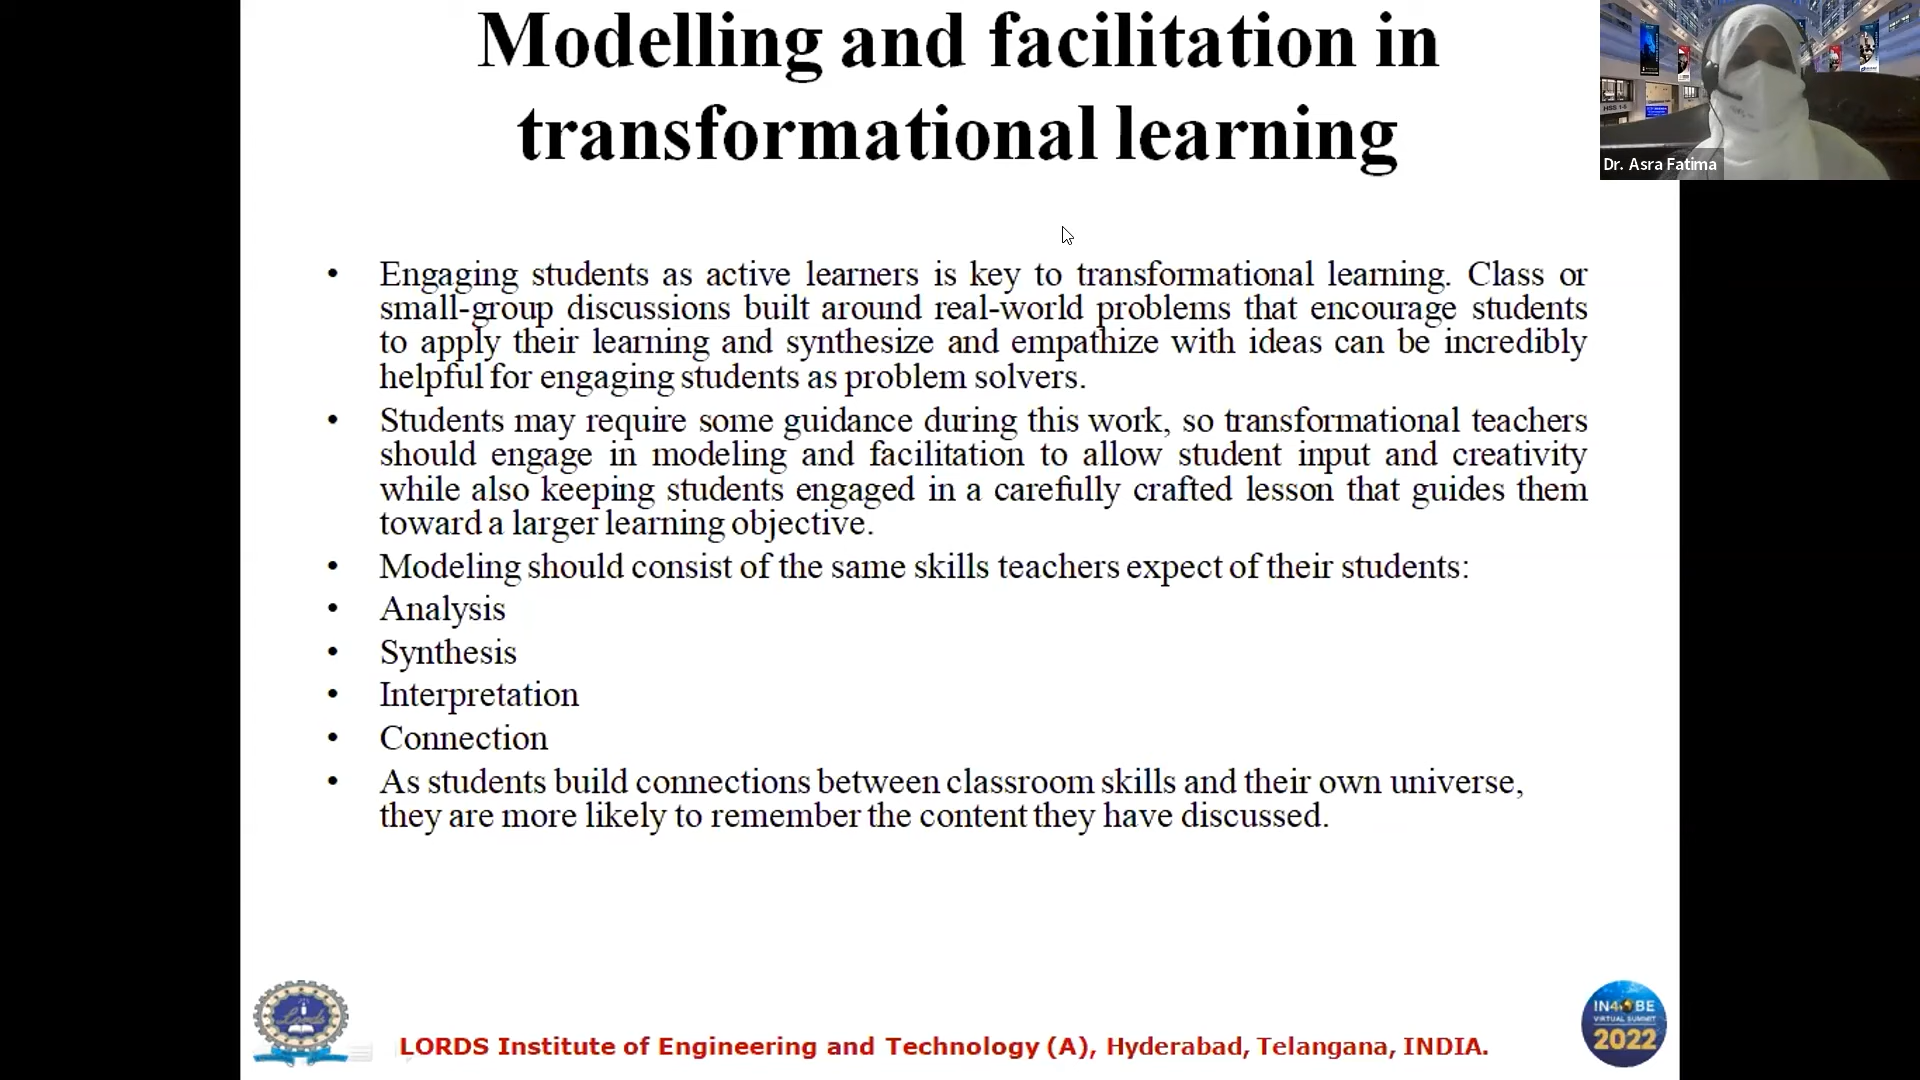 Modelling and facilitation in
transformational learning
Dr. Asra Fatima
• Engaging students as active learners is key to transformational learning. Class or
small-group discussions built around real-world problems that encourage students
to apply their learning and synthesize and empathize with ideas can be incredibly
helpful for engaging students as problem solvers.
• Students may require some guidance during this work, so transformational teachers
should engage in modeling and facilitation to allow student input and creativity
while also keeping students engaged in a carefully crafted lesson that guides them
toward a larger learning objective.
• Modeling should consist of the same skills teachers expect of their students:
• Analysis
• Synthesis
• Interpretation
• Connection
• As students build connections between classroom skills and their own universe,
they are more likely to remember the content they have discussed.
Lords
LORDS Institute of Engineering and Technology (A), Hyderabad, Telangana, INDIA.
IN4OBE
VIRTUAL SUMMIT
2022